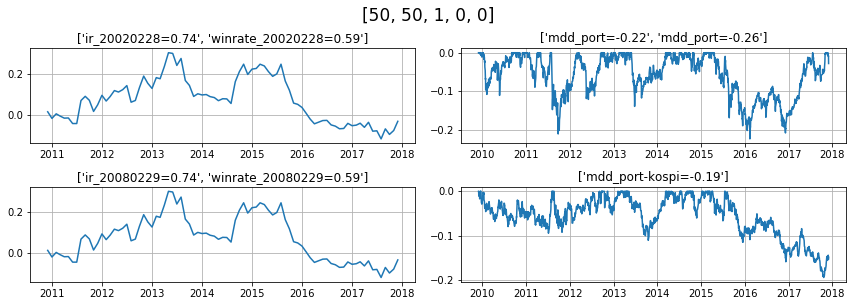 [50, 50, 1, 0, 0]
['ir_20020228=0.74', 'winrate_20020228=0.59']
0.2
0.0
2011 2012 2013 2014 2015 2016 2017 2018
['mdd_port=-0.22', 'mdd_port=-0.26']
0.0
−0.1
−0.2
2010 2011 2012 2013 2014 2015 2016 2017 2018
['ir_20080229=0.74', 'winrate_20080229=0.59']
0.2
0.0
2011 2012 2013 2014 2015 2016 2017 2018
['mdd_port-kospi=-0.19']
0.0
−0.1
−0.2
2010 2011 2012 2013 2014 2015 2016 2017 2018